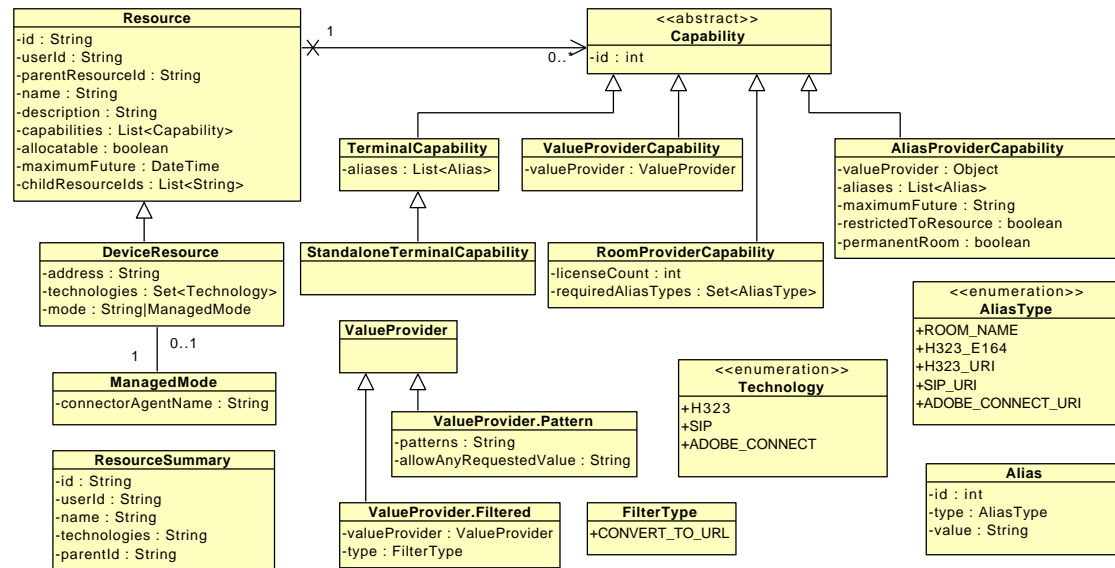 Resource
-id : String
-userId : String
-parentResourceId : String
-name : String
-description : String
-capabilities : List<Capability>
-allocatable : boolean
-maximumFuture : DateTime
-childResourceIds : List<String>
1
0..*
<<abstract>>
Capability
-id : int
TerminalCapability
-aliases : List<Alias>
ValueProviderCapability
-valueProvider : ValueProvider
AliasProviderCapability
-valueProvider : Object
-aliases : List<Alias>
-maximumFuture : String
-restrictedToResource : boolean
-permanentRoom : boolean
DeviceResource
-address : String
-technologies : Set<Technology>
-mode : String|ManagedMode
StandaloneTerminalCapability
RoomProviderCapability
-licenseCount : int
-requiredAliasTypes : Set<AliasType>
<<enumeration>>
AliasType
+ROOM_NAME
+H323_E164
+H323_URI
+SIP_URI
+ADOBE_CONNECT_URI
0..1
1
ManagedMode
-connectorAgentName : String
ValueProvider
<<enumeration>>
Technology
+H323
+SIP
+ADOBE_CONNECT
ValueProvider.Pattern
-patterns : String
-allowAnyRequestedValue : String
ResourceSummary
-id : String
-userId : String
-name : String
-technologies : String
-parentId : String
ValueProvider.Filtered
-valueProvider : ValueProvider
-type : FilterType
FilterType
+CONVERT_TO_URL
Alias
-id : int
-type : AliasType
-value : String